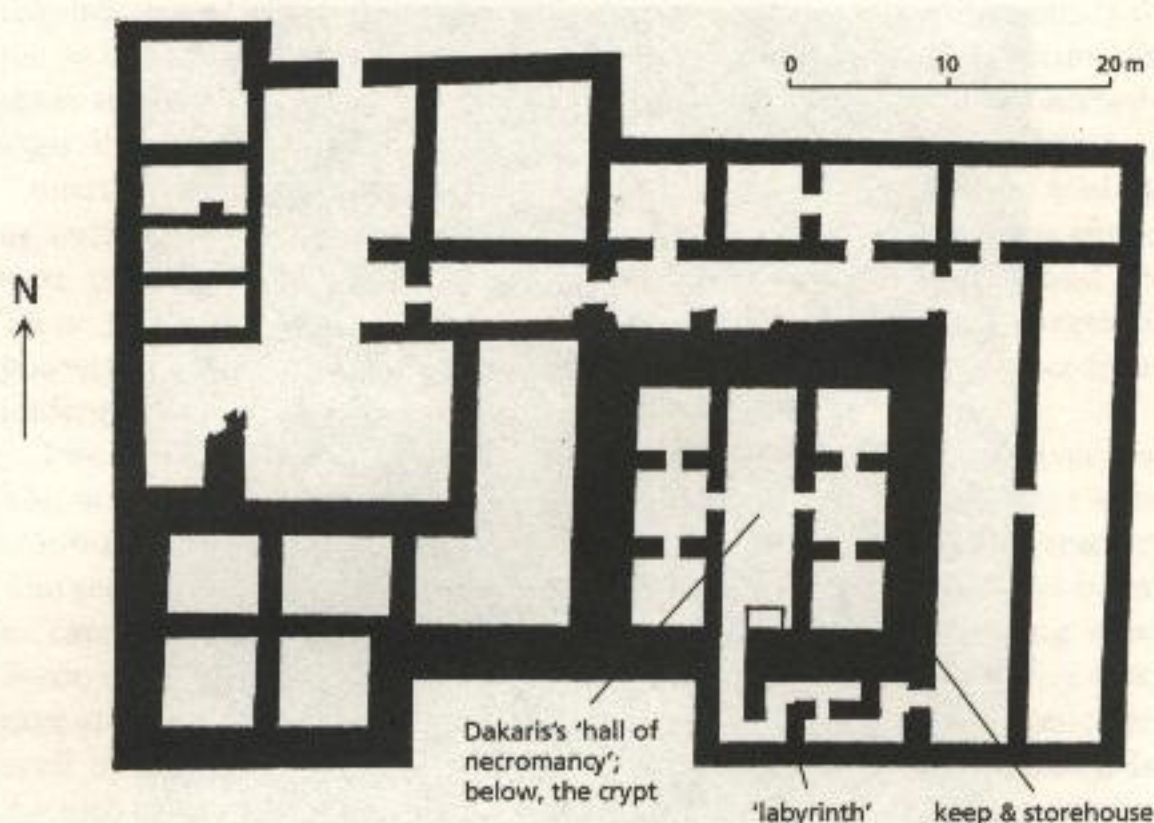 0 10 20 m
N
Dakaris's 'hall of
necromancy';
below, the crypt
'labyrinth'
keep & storehouse